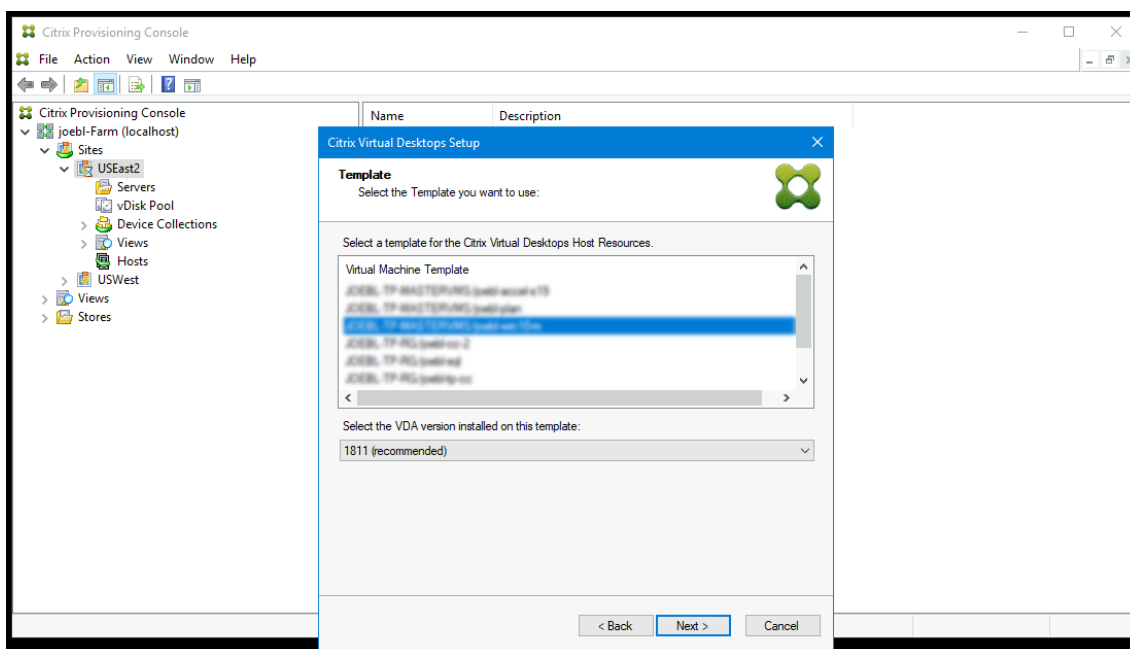 Citrix Provisioning Console
File Action View Window Help
Citrix Provisioning Console
joebl-Farm (localhost)
Sites
USEast2
Servers
vDisk Pool
Device Collections
Views
Hosts
USWest
Views
Stores
Name Description
Citrix Virtual Desktops Setup
Template
Select the Template you want to use:
Select a template for the Citrix Virtual Desktops Host Resources.
Virtual Machine Template
Select the VDA version installed on this template:
1811 (recommended)
< Back Next > Cancel